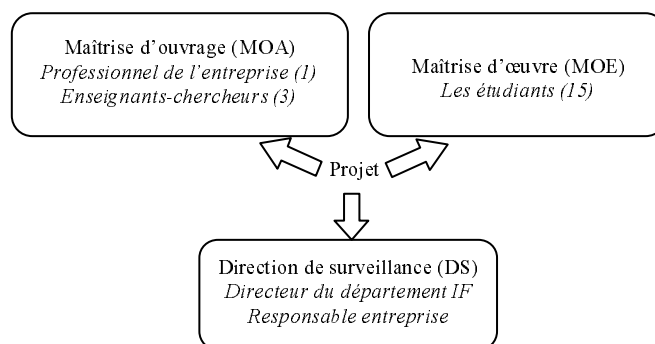 Maîtrise d’ouvrage (MOA)
Professionnel de l’entreprise (1)
Enseignants-chercheurs (3)
Maîtrise d’œuvre (MOE)
Les étudiants (15)
Projet
Direction de surveillance (DS)
Directeur du département IF
Responsable entreprise